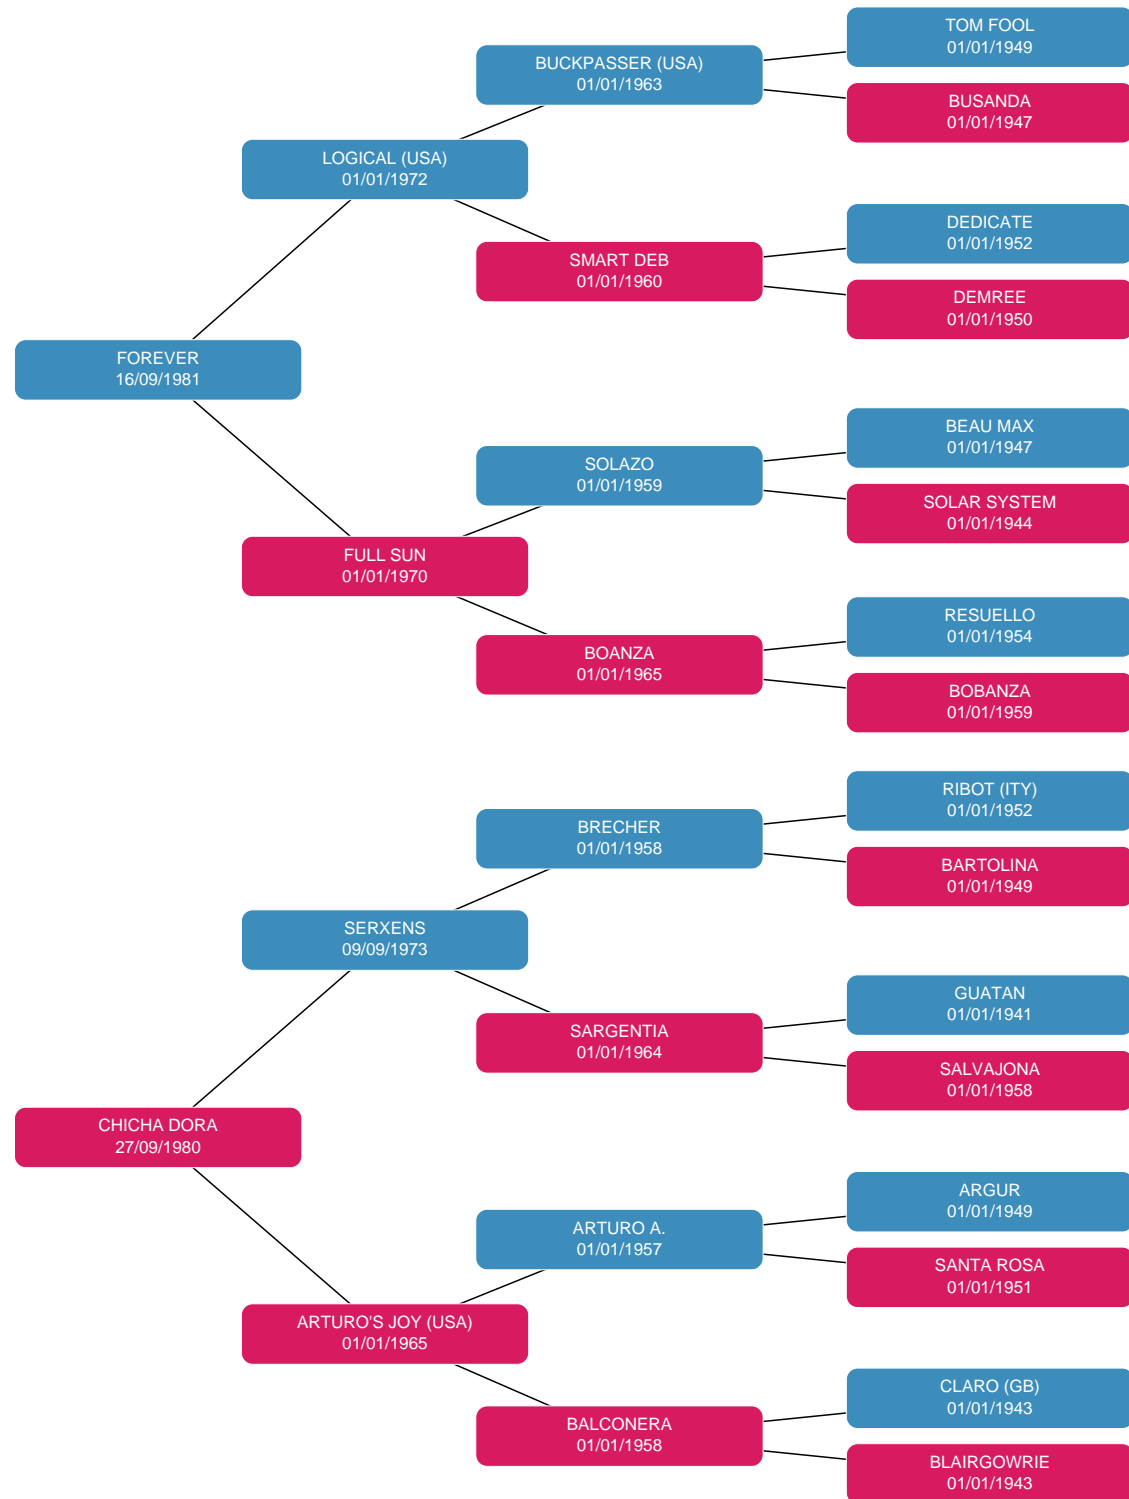 TOM FOOL
01/01/1949
BUCKPASSER (USA)
01/01/1963
BUSANDA
01/01/1947
LOGICAL (USA)
01/01/1972
DEDICATE
01/01/1952
SMART DEB
01/01/1960
DEMREE
01/01/1950
FOREVER
16/09/1981
BEAU MAX
01/01/1947
SOLAZO
01/01/1959
SOLAR SYSTEM
01/01/1944
FULL SUN
01/01/1970
RESUELLO
01/01/1954
BOANZA
01/01/1965
BOBANZA
01/01/1959
RIBOT (ITY)
01/01/1952
BRECHER
01/01/1958
BARTOLINA
01/01/1949
SERXENS
09/09/1973
GUATAN
01/01/1941
SARGENTIA
01/01/1964
SALVAJONA
01/01/1958
CHICHA DORA
27/09/1980
ARGUR
01/01/1949
ARTURO A.
01/01/1957
SANTA ROSA
01/01/1951
ARTURO'S JOY (USA)
01/01/1965
CLARO (GB)
01/01/1943
BALCONERA
01/01/1958
BLAIRGOWRIE
01/01/1943